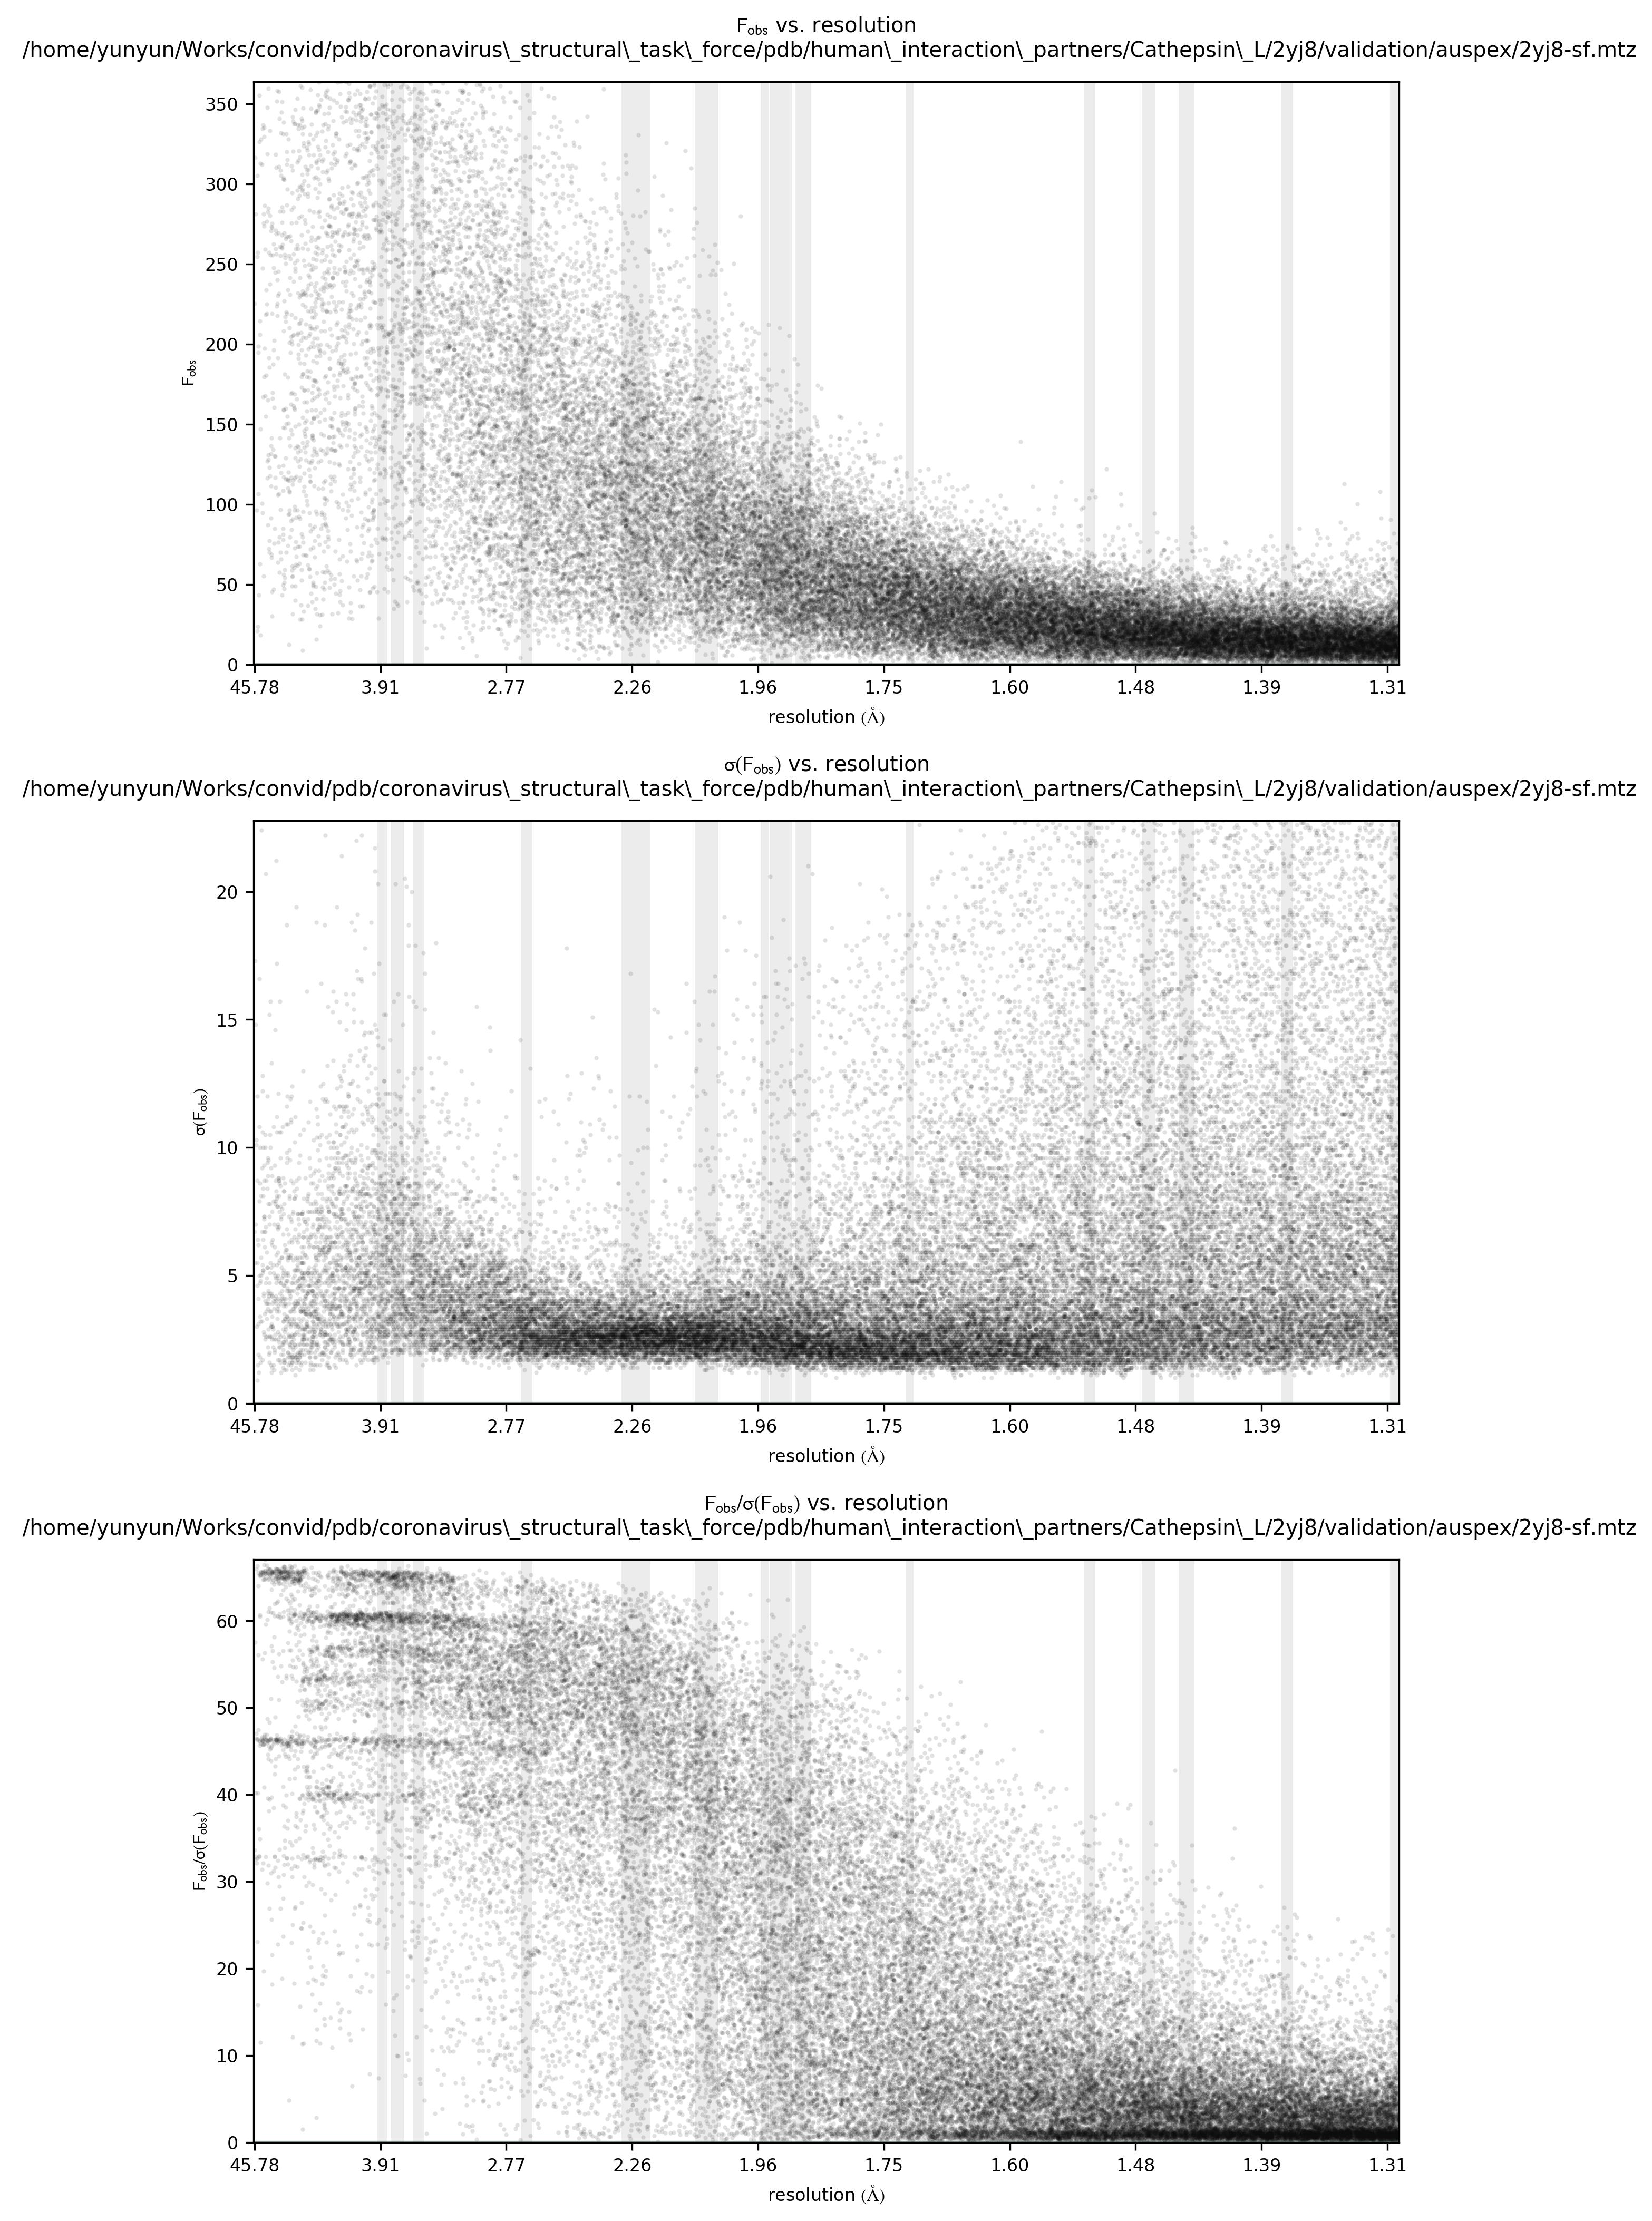 F_obs vs. resolution
/home/yunyun/Works/convid/pdb/coronavirus\_structural\_task\_force/pdb/human\_interaction\_partners/Cathepsin\_L/2yj8/validation/auspex/2yj8-sf.mtz
350
300
250
200
150
100
50
0
F_obs
45.78 3.91 2.77 2.26 1.96 1.75 1.60 1.48 1.39 1.31
resolution (Å)
σ(F_obs) vs. resolution
/home/yunyun/Works/convid/pdb/coronavirus\_structural\_task\_force/pdb/human\_interaction\_partners/Cathepsin\_L/2yj8/validation/auspex/2yj8-sf.mtz
20
15
10
5
0
σ(F_obs)
45.78 3.91 2.77 2.26 1.96 1.75 1.60 1.48 1.39 1.31
resolution (Å)
F_obs/σ(F_obs) vs. resolution
/home/yunyun/Works/convid/pdb/coronavirus\_structural\_task\_force/pdb/human\_interaction\_partners/Cathepsin\_L/2yj8/validation/auspex/2yj8-sf.mtz
60
50
40
30
20
10
0
F_obs/σ(F_obs)
45.78 3.91 2.77 2.26 1.96 1.75 1.60 1.48 1.39 1.31
resolution (Å)